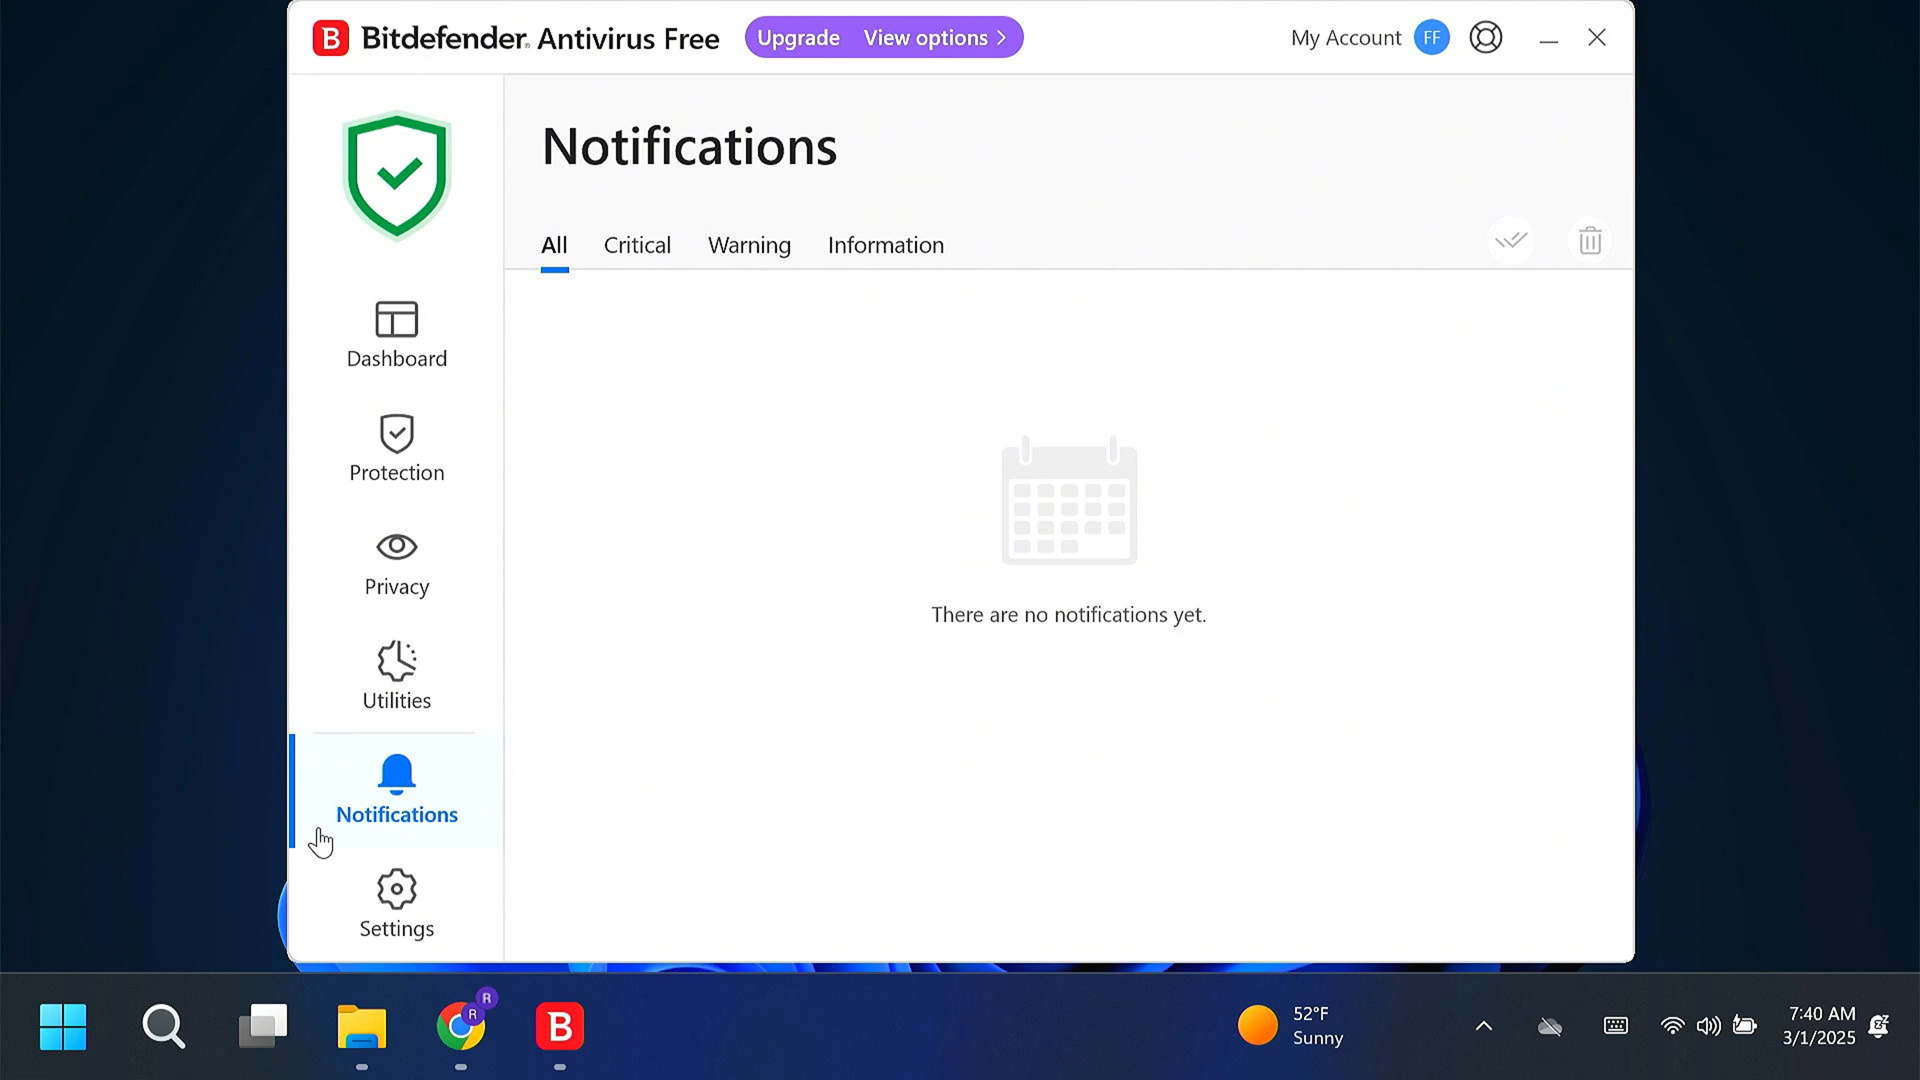 B Bitdefender. Antivirus Free Upgrade View options My Account FF
Notifications
All Critical Warning Information
Dashboard
Protection
Privacy
Utilities
Notifications
Settings
There are no notifications yet.
R
R
B
52°F
Sunny
7:40 AM
3/1/2025